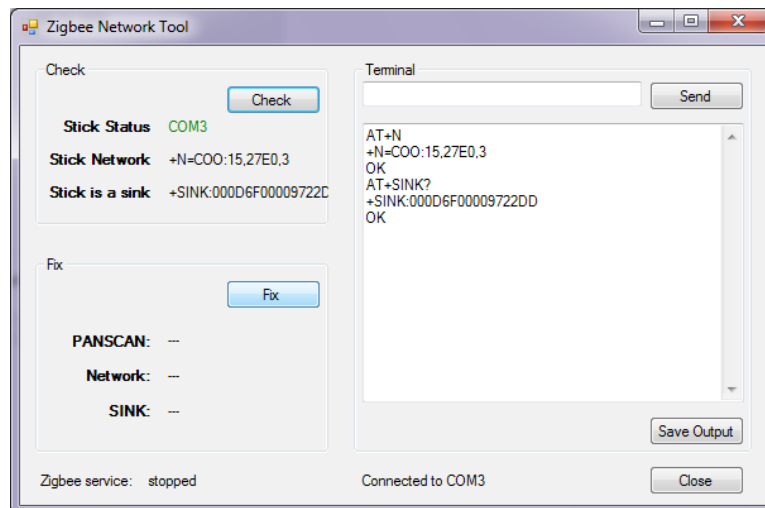 Zigbee Network Tool
Check
Check
Stick Status COM3
Stick Network +N=COO:15,27E0,3
Stick is a sink +SINK:000D6F00009722D
Fix
Fix
PANSCAN: ---
Network: ---
SINK: ---
Terminal
Send
AT+N
+N=COO:15,27E0,3
OK
AT+SINK?
+SINK:000D6F00009722DD
OK
Save Output
Zigbee service: stopped
Connected to COM3
Close